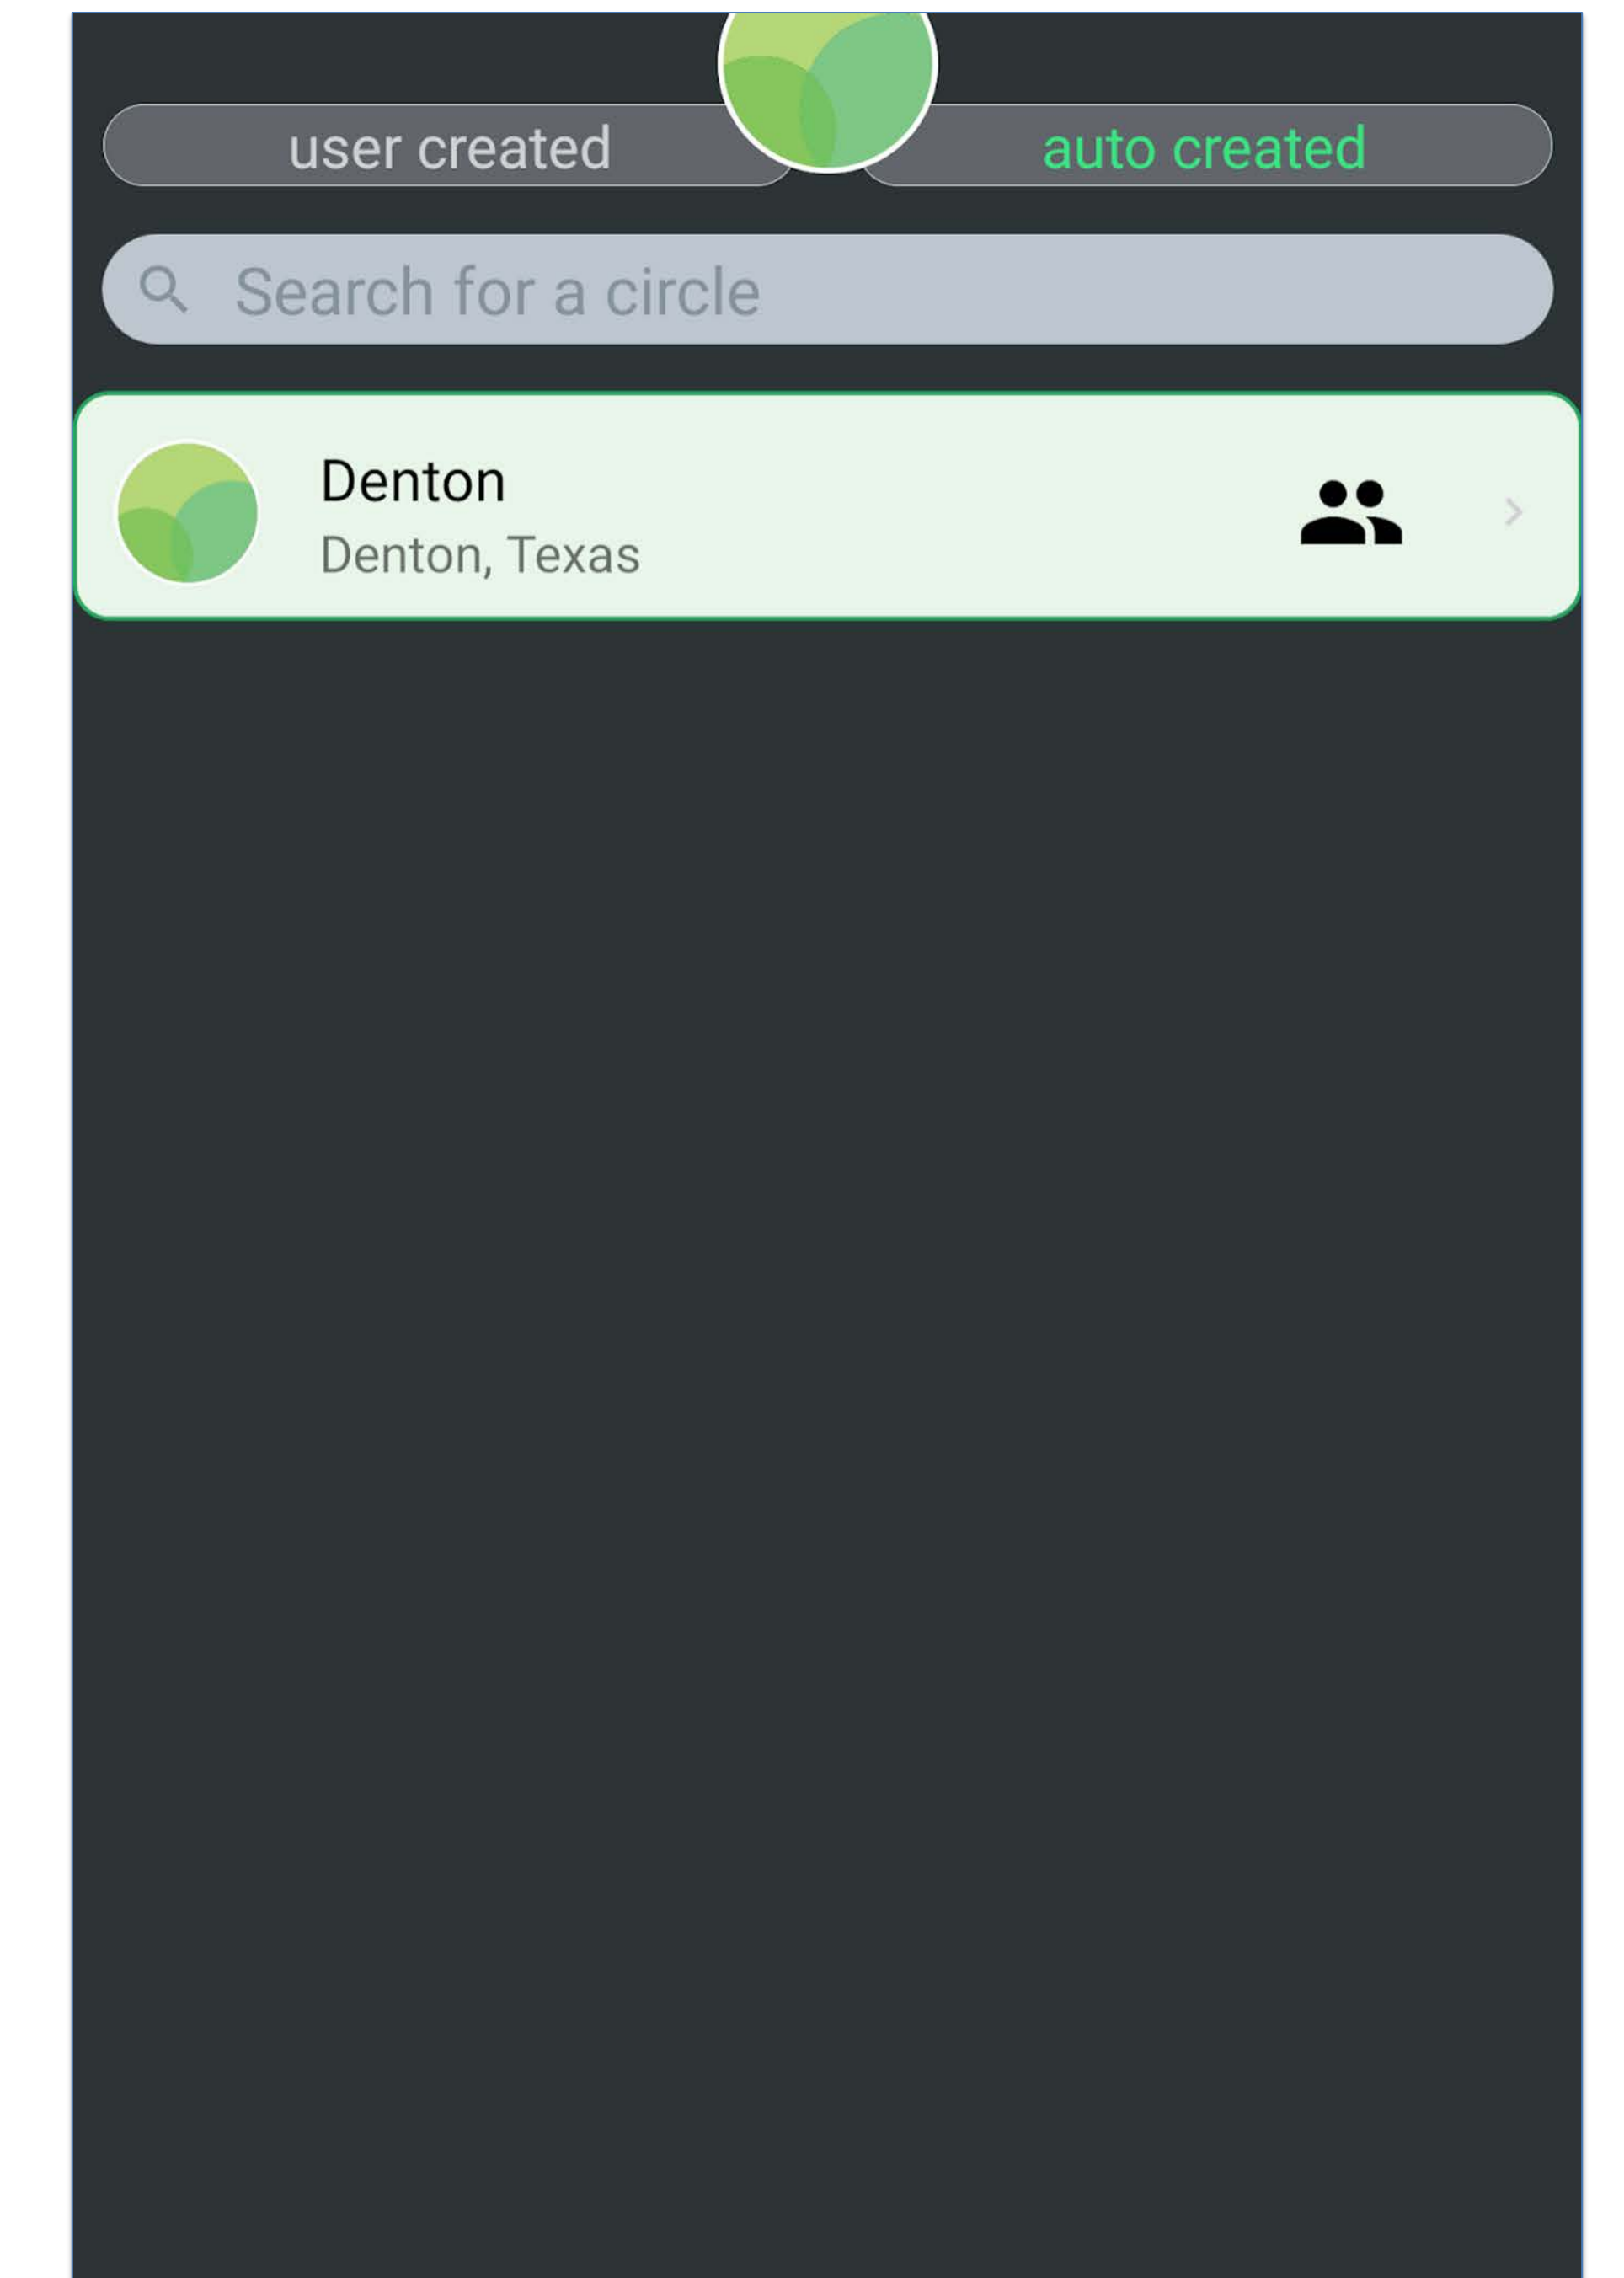 user created
auto created
Search for a circle
Denton
Denton, Texas